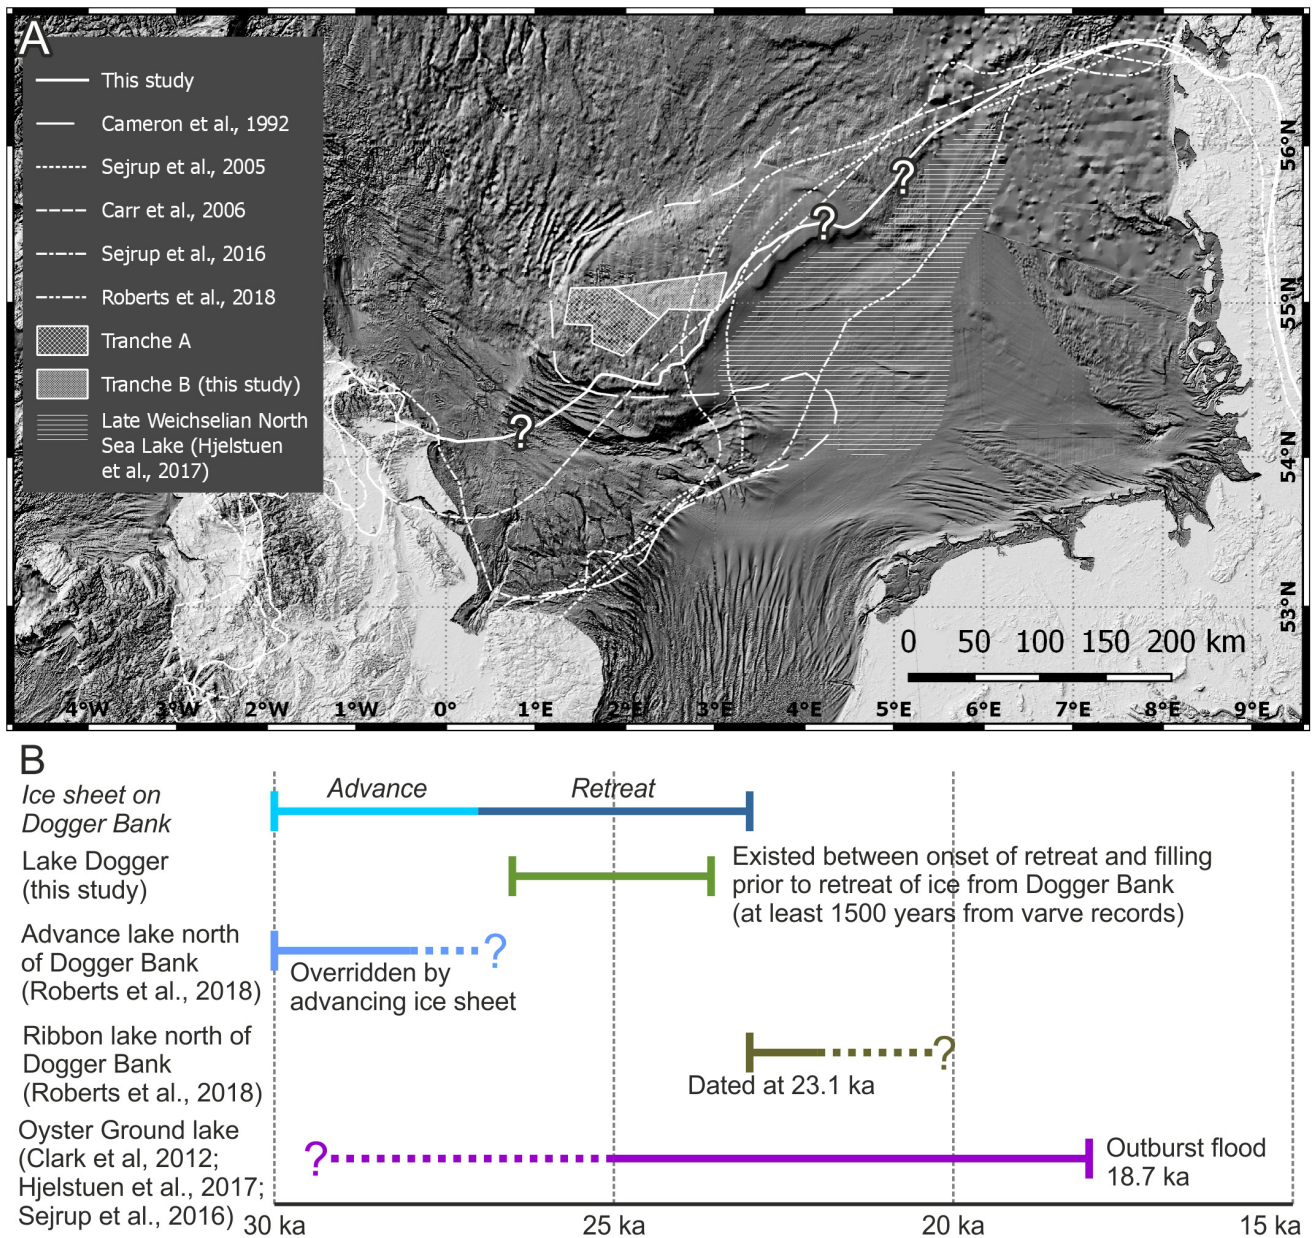 A
This study
Cameron et al., 1992
Sejrup et al., 2005
Carr et al., 2006
Sejrup et al., 2016
Roberts et al., 2018
Tranche A
Tranche B (this study)
Late Weichselian North
Sea Lake (Hjelstuen
et al., 2017)
?
?
?
56°N
55°N
54°N
53°N
0 50 100 150 200 km
4°W 3°W 2°W 1°W 0° 1°E 2°E 3°E 4°E 5°E 6°E 7°E 8°E 9°E
B
Ice sheet on
Dogger Bank
Advance
Retreat
Lake Dogger
(this study)
Existed between onset of retreat and filling
prior to retreat of ice from Dogger Bank
(at least 1500 years from varve records)
Advance lake north
of Dogger Bank
(Roberts et al., 2018)
?
Overridden by
advancing ice sheet
Ribbon lake north of
Dogger Bank
(Roberts et al., 2018)
?
Dated at 23.1 ka
Oyster Ground lake
(Clark et al, 2012;
Hjelstuen et al., 2017;
Sejrup et al., 2016)
?
Outburst flood
18.7 ka
30 ka 25 ka 20 ka 15 ka